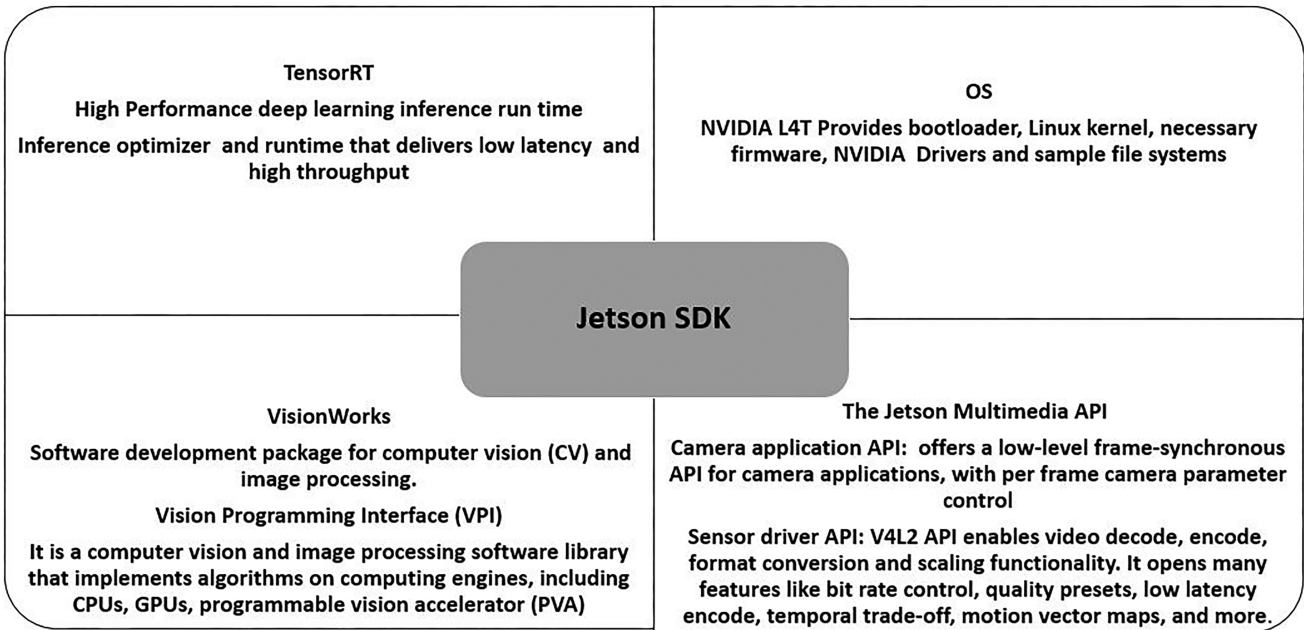 TensorRT
High Performance deep learning inference run time
Inference optimizer and runtime that delivers low latency and
high throughput
OS
NVIDIA L4T Provides bootloader, Linux kernel, necessary
firmware, NVIDIA Drivers and sample file systems
Jetson SDK
VisionWorks
Software development package for computer vision (CV) and
image processing.
Vision Programming Interface (VPI)
It is a computer vision and image processing software library
that implements algorithms on computing engines, including
CPUs, GPUs, programmable vision accelerator (PVA)
The Jetson Multimedia API
Camera application API: offers a low-level frame-synchronous
API for camera applications, with per frame camera parameter
control
Sensor driver API: V4L2 API enables video decode, encode,
format conversion and scaling functionality. It opens many
features like bit rate control, quality presets, low latency
encode, temporal trade-off, motion vector maps, and more.